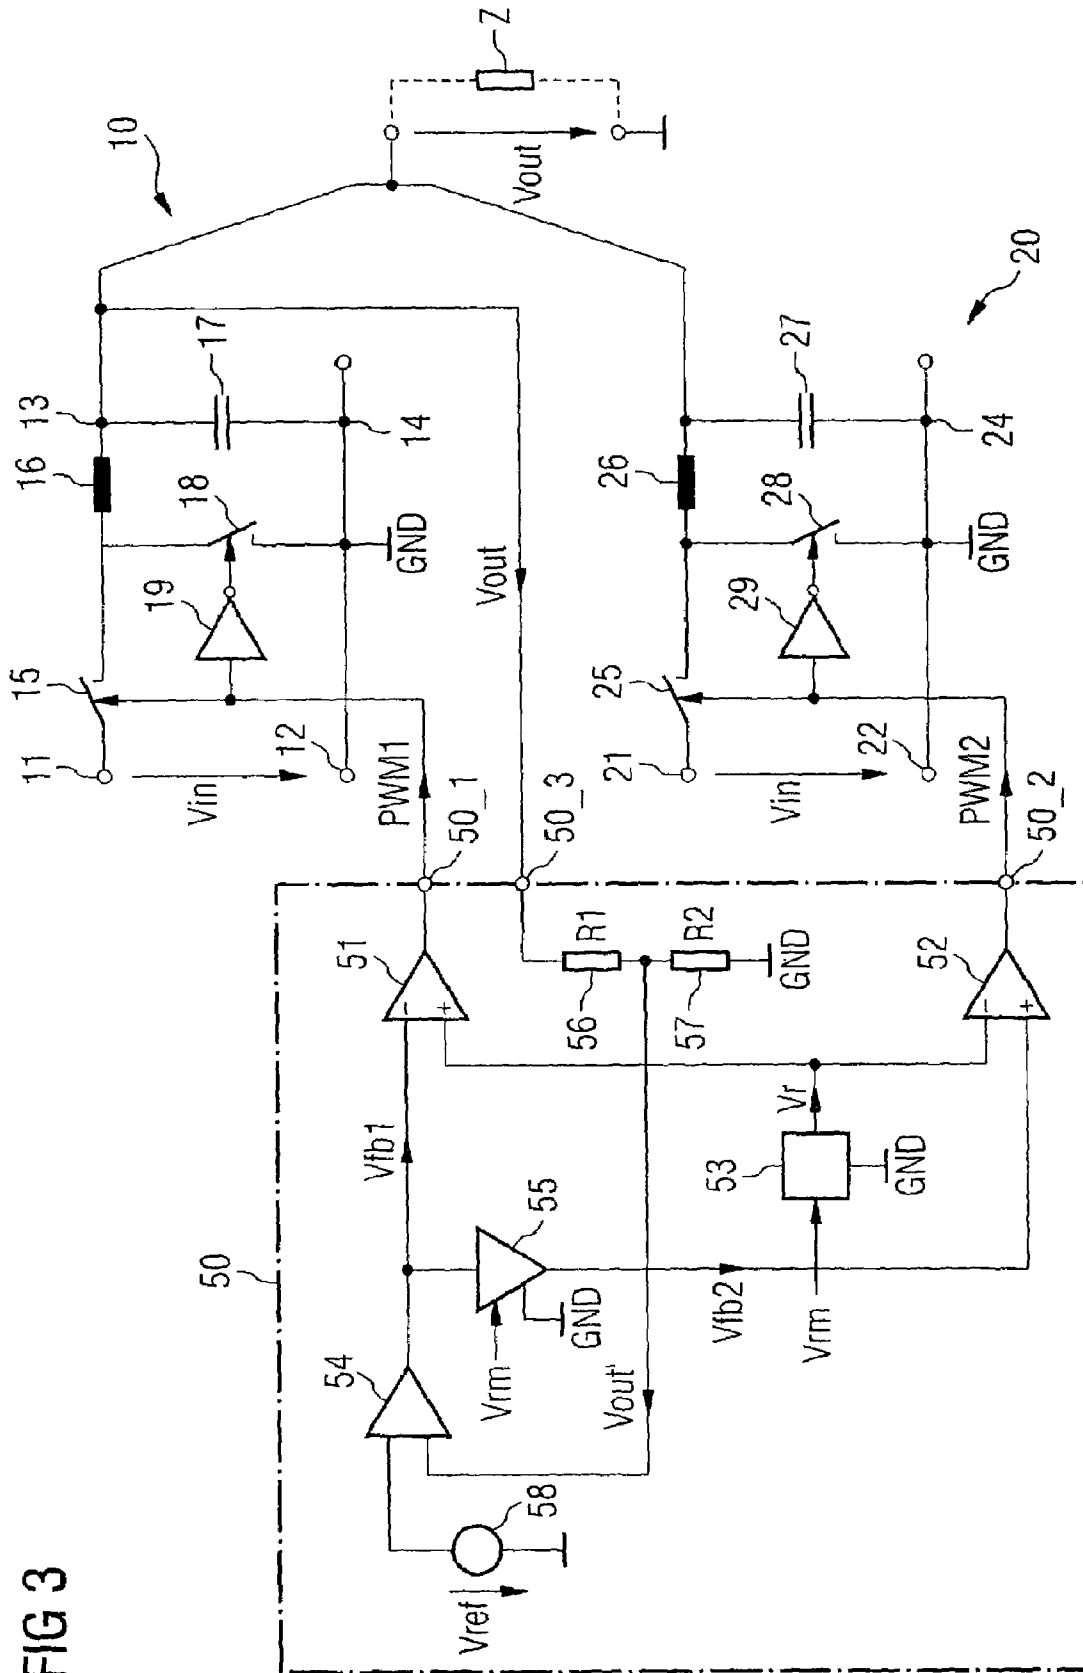 FIG 3
10
Z
Vout
13
16
17
18
14
GND
19
15
11
12
Vin
PWM1
50_1
Vout
50_3
20
27
26
24
28
GND
29
25
21
22
Vin
PWM2
50_2
50
51
−
+
R1
R2
56
57
GND
52
−
+
Vfb1
Vr
53
GND
Vrm
55
Vrm
GND
Vfb2
54
Vout'
58
Vref